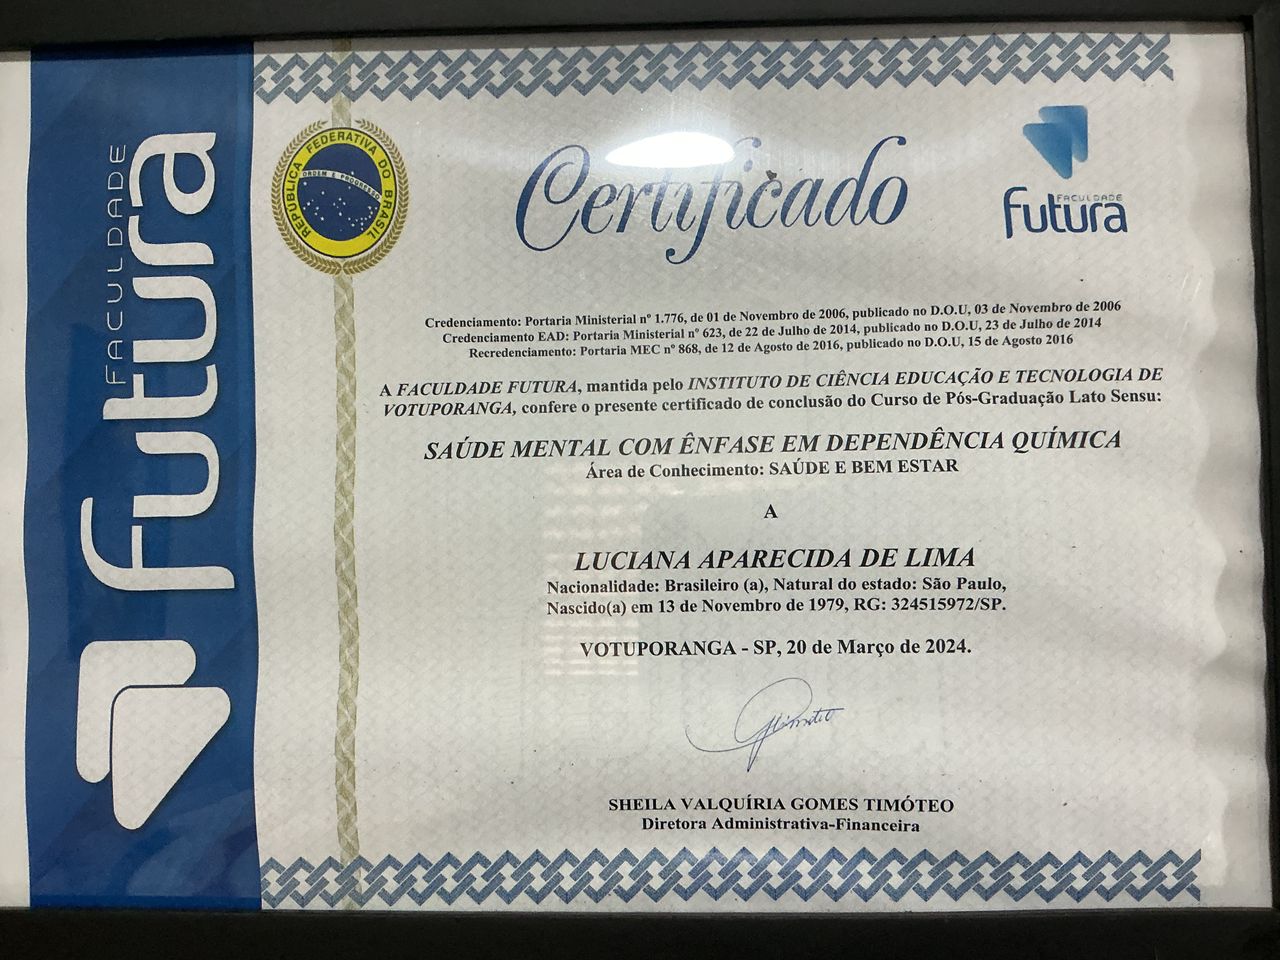 FACULDADE
futura
REPÚBLICA FEDERATIVA DO BRASIL
ORDEM E PROGRESSO
Certificado
FACULDADE
futura
Credenciamento: Portaria Ministerial nº 1.776, de 01 de Novembro de 2006, publicado no D.O.U, 03 de Novembro de 2006
Credenciamento EAD: Portaria Ministerial nº 623, de 22 de Julho de 2014, publicado no D.O.U, 23 de Julho de 2014
Recredenciamento: Portaria MEC nº 868, de 12 de Agosto de 2016, publicado no D.O.U, 15 de Agosto 2016
A FACULDADE FUTURA, mantida pelo INSTITUTO DE CIÊNCIA EDUCAÇÃO E TECNOLOGIA DE
VOTUPORANGA, confere o presente certificado de conclusão do Curso de Pós-Graduação Lato Sensu:
SAÚDE MENTAL COM ÊNFASE EM DEPENDÊNCIA QUÍMICA
Área de Conhecimento: SAÚDE E BEM ESTAR
A
LUCIANA APARECIDA DE LIMA
Nacionalidade: Brasileiro (a), Natural do estado: São Paulo,
Nascido(a) em 13 de Novembro de 1979, RG: 324515972/SP.
VOTUPORANGA - SP, 20 de Março de 2024.
SHEILA VALQUÍRIA GOMES TIMÓTEO
Diretora Administrativa-Financeira